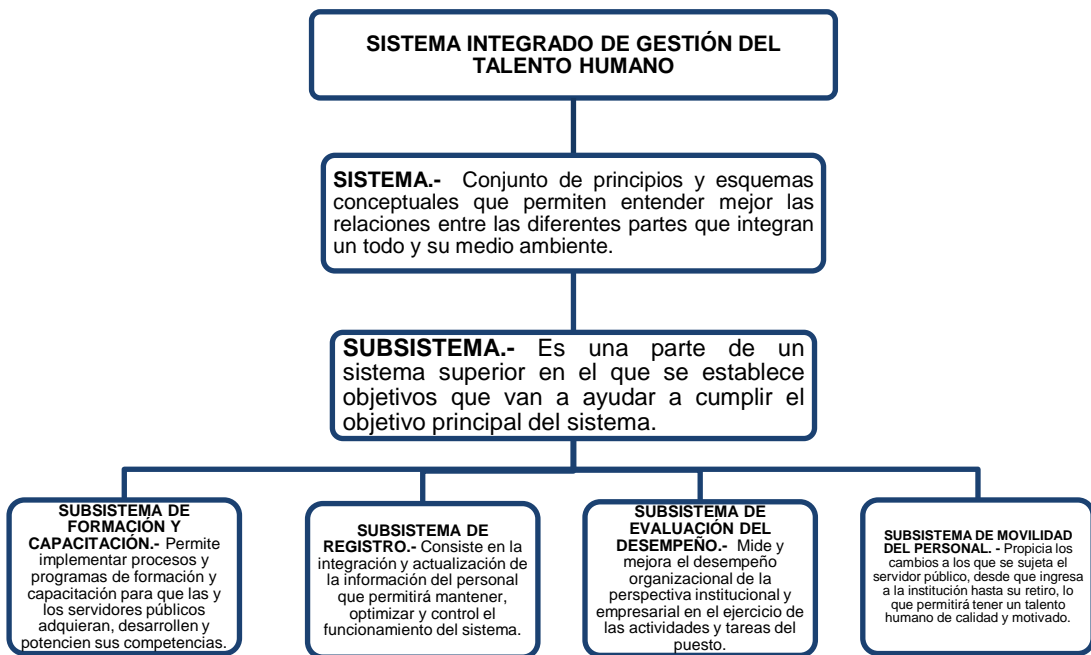 SISTEMA INTEGRADO DE GESTIÓN DEL
TALENTO HUMANO
SISTEMA.- Conjunto de principios y esquemas
conceptuales que permiten entender mejor las
relaciones entre las diferentes partes que integran
un todo y su medio ambiente.
SUBSISTEMA.- Es una parte de un
sistema superior en el que se establece
objetivos que van a ayudar a cumplir el
objetivo principal del sistema.
SUBSISTEMA DE
FORMACIÓN Y
CAPACITACIÓN.- Permite
implementar procesos y
programas de formación y
capacitación para que las y
los servidores públicos
adquieran, desarrollen y
potencien sus competencias.
SUBSISTEMA DE
REGISTRO.- Consiste en la
integración y actualización de
la información del personal
que permitirá mantener,
optimizar y control el
funcionamiento del sistema.
SUBSISTEMA DE
EVALUACIÓN DEL
DESEMPEÑO.- Mide y
mejora el desempeño
organizacional de la
perspectiva institucional y
empresarial en el ejercicio de
las actividades y tareas del
puesto.
SUBSISTEMA DE MOVILIDAD
DEL PERSONAL. - Propicia los
cambios a los que se sujeta el
servidor público, desde que ingresa
a la institución hasta su retiro, lo
que permitirá tener un talento
humano de calidad y motivado.